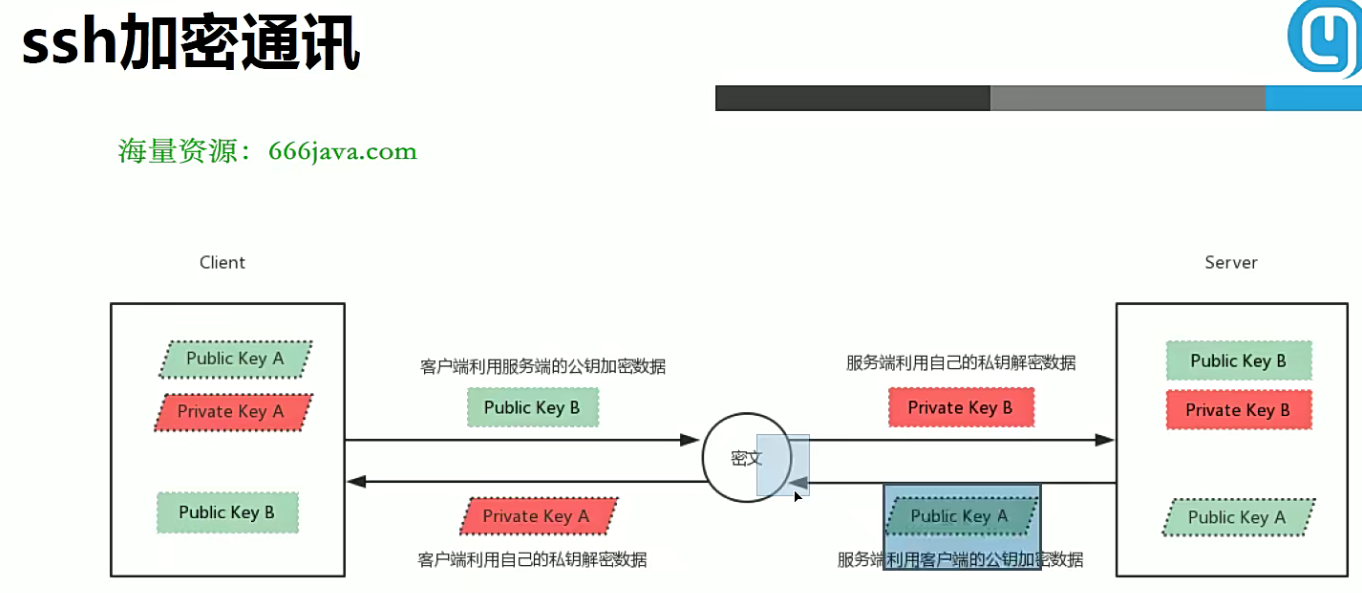 ssh加密通讯
海量资源：666java.com
Client
Server
Public Key A
Private Key A
Public Key B
客户端利用服务端的公钥加密数据
Public Key B
服务端利用自己的私钥解密数据
Private Key B
密文
Private Key A
客户端利用自己的私钥解密数据
Public Key A
服务端利用客户端的公钥加密数据
Public Key B
Private Key B
Public Key A